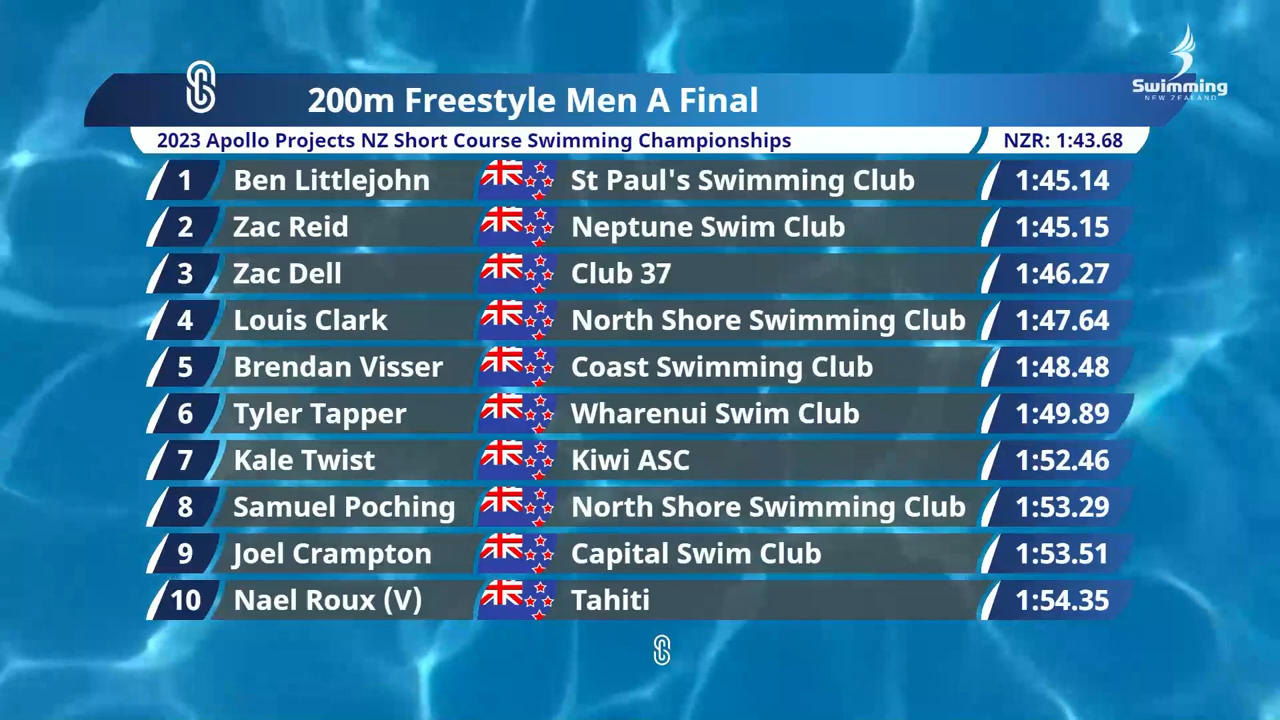 200m Freestyle Men A Final
Swimming
NEW ZEALAND
2023 Apollo Projects NZ Short Course Swimming Championships NZR: 1:43.68
1 Ben Littlejohn St Paul's Swimming Club 1:45.14
2 Zac Reid Neptune Swim Club 1:45.15
3 Zac Dell Club 37 1:46.27
4 Louis Clark North Shore Swimming Club 1:47.64
5 Brendan Visser Coast Swimming Club 1:48.48
6 Tyler Tapper Wharenui Swim Club 1:49.89
7 Kale Twist Kiwi ASC 1:52.46
8 Samuel Poching North Shore Swimming Club 1:53.29
9 Joel Crampton Capital Swim Club 1:53.51
10 Nael Roux (V) Tahiti 1:54.35